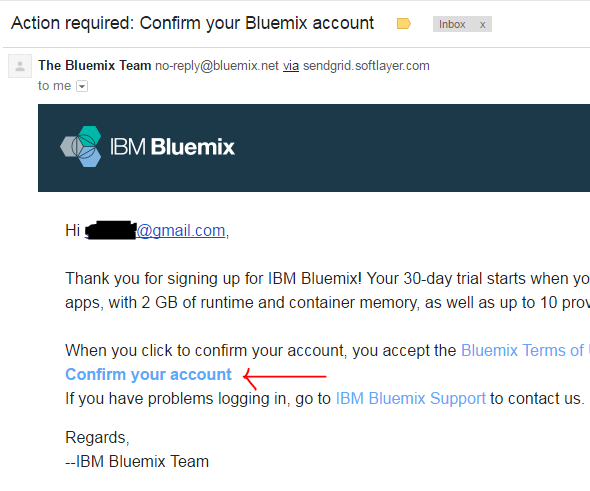 Action required: Confirm your Bluemix account Inbox x
The Bluemix Team no-reply@bluemix.net via sendgrid.softlayer.com
to me
IBM Bluemix
Hi @gmail.com,
Thank you for signing up for IBM Bluemix! Your 30-day trial starts when yo
apps, with 2 GB of runtime and container memory, as well as up to 10 prov
When you click to confirm your account, you accept the Bluemix Terms of
Confirm your account
If you have problems logging in, go to IBM Bluemix Support to contact us.
Regards,
--IBM Bluemix Team